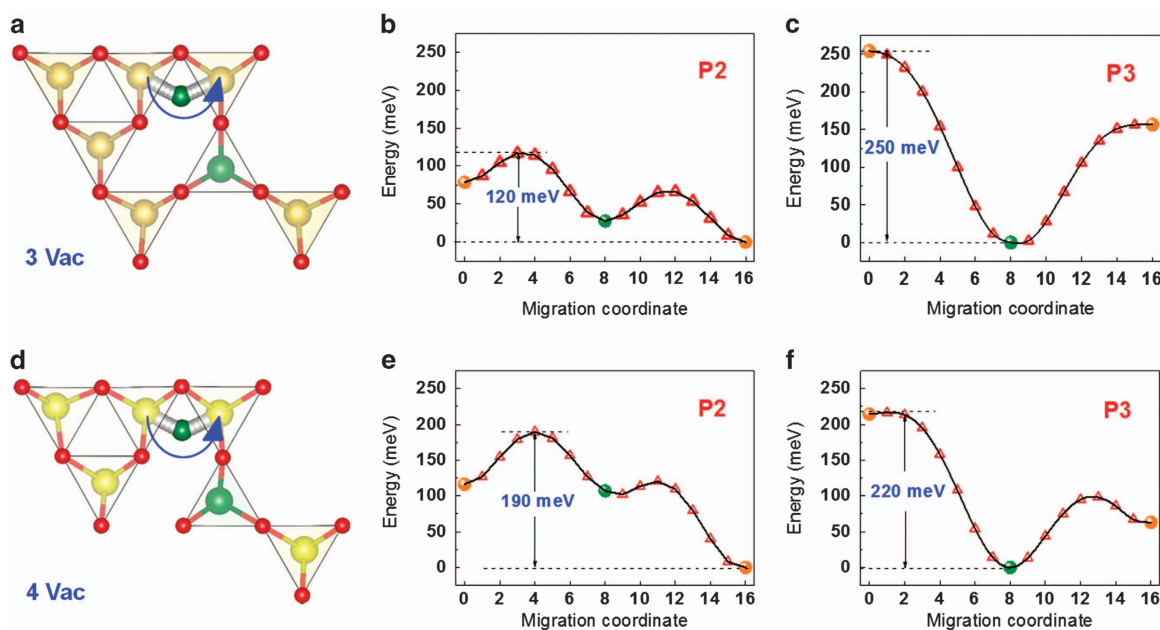 a
3 Vac
b
P2
120 meV
Energy (meV)
250
200
150
100
50
0
0 2 4 6 8 10 12 14 16
Migration coordinate
c
P3
250 meV
Energy (meV)
250
200
150
100
50
0
0 2 4 6 8 10 12 14 16
Migration coordinate
d
4 Vac
e
P2
190 meV
Energy (meV)
250
200
150
100
50
0
0 2 4 6 8 10 12 14 16
Migration coordinate
f
P3
220 meV
Energy (meV)
250
200
150
100
50
0
0 2 4 6 8 10 12 14 16
Migration coordinate